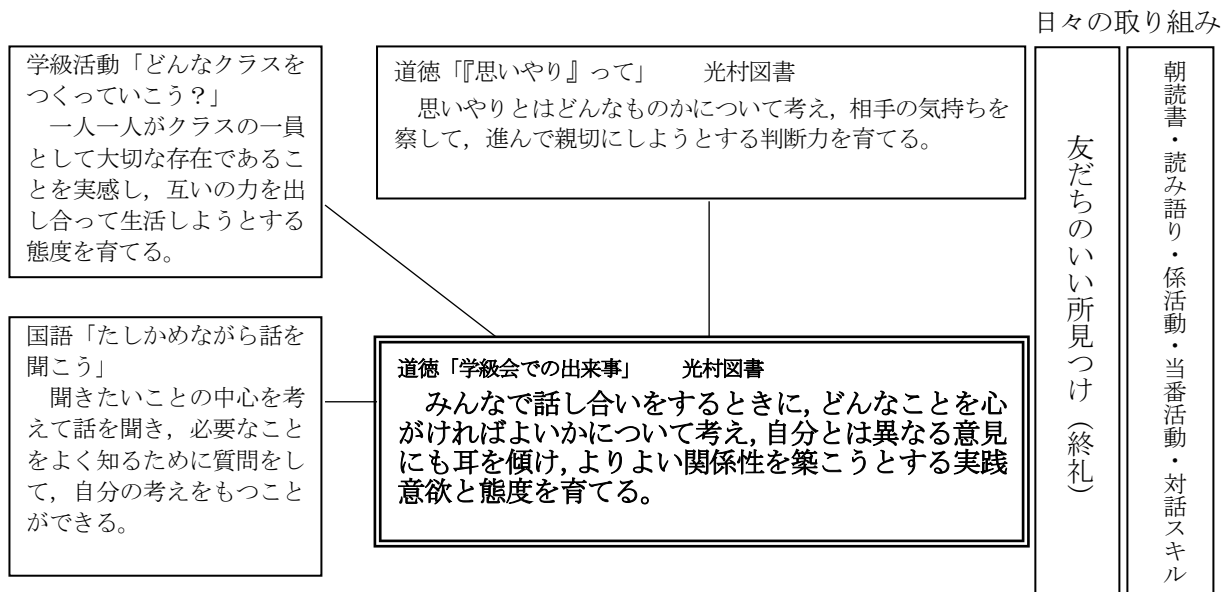 日々の取り組み
学級活動「どんなクラスを
つくっていこう？」
　一人一人がクラスの一員
として大切な存在であるこ
とを実感し，互いの力を出
し合って生活しようとする
態度を育てる。
道徳「『思いやり』って」　　光村図書
　思いやりとはどんなものかについて考え，相手の気持ちを
察して，進んで親切にしようとする判断力を育てる。
国語「たしかめながら話を
聞こう」
　聞きたいことの中心を考
えて話を聞き，必要なこと
をよく知るために質問をし
て，自分の考えをもつこと
ができる。
道徳「学級会での出来事」　　光村図書
　みんなで話し合いをするときに，どんなことを心
がければよいかについて考え，自分とは異なる意見
にも耳を傾け，よりよい関係性を築こうとする実践
意欲と態度を育てる。
友だちのいい所見つけ（終礼）
朝読書・読み語り・係活動・当番活動・対話スキル